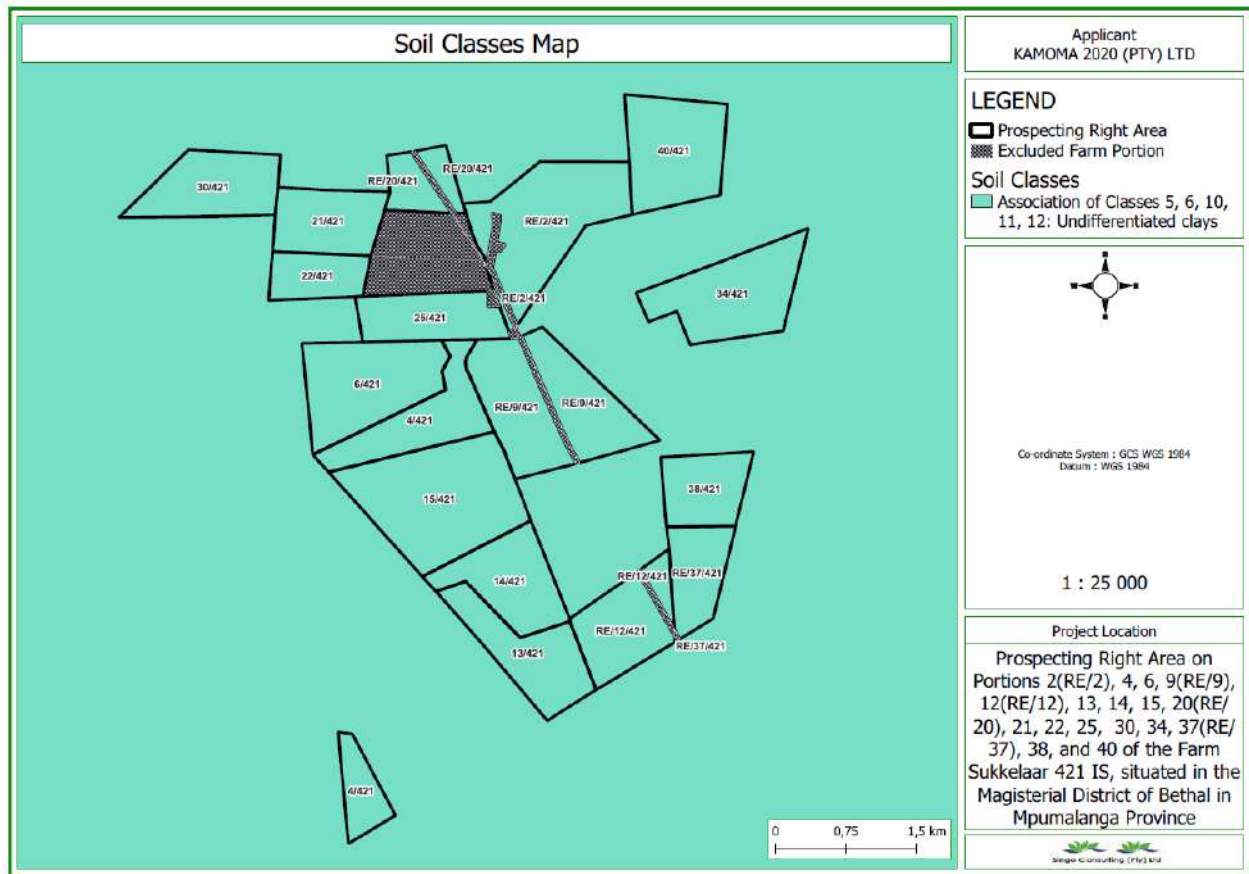 Soil Classes Map
40/421
RE/20/421
RE/20/421
30/421
21/421
RE/2/421
22/421
RE/2/421
34/421
25/421
6/421
RE/9/421
RE/9/421
4/421
38/421
15/421
14/421
RE/12/421
RE/37/421
RE/12/421
RE/37/421
13/421
4/421
0
0,75
1,5 km
Applicant
KAMOMA 2020 (PTY) LTD
LEGEND
Prospecting Right Area
Excluded Farm Portion
Soil Classes
Association of Classes 5, 6, 10,
11, 12: Undifferentiated clays
Co-ordinate System : GCS WGS 1984
Datum : WGS 1984
1 : 25 000
Project Location
Prospecting Right Area on
Portions 2(RE/2), 4, 6, 9(RE/9),
12(RE/12), 13, 14, 15, 20(RE/
20), 21, 22, 25, 30, 34, 37(RE/
37), 38, and 40 of the Farm
Sukkelaar 421 IS, situated in the
Magisterial District of Bethal in
Mpumalanga Province
Singo Consulting (Pty) Ltd